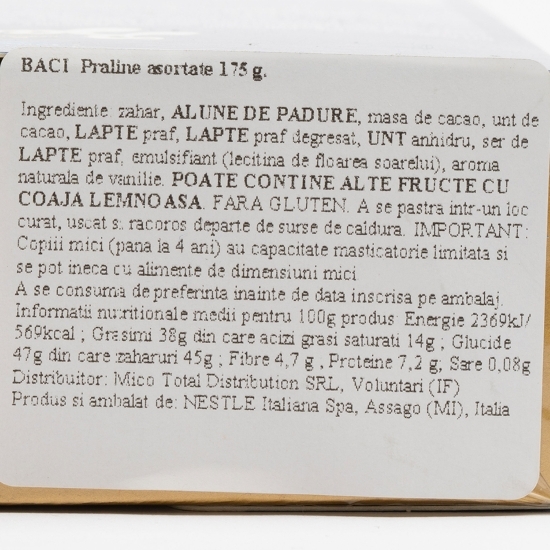 BACI Praline asortate 175 g.
Ingrediente: zahar, ALUNE DE PADURE, masa de cacao, unt de
cacao, LAPTE praf, LAPTE praf degresat, UNT anhidru, ser de
LAPTE praf, emulsifiant (lecitina de floarea soarelui), aroma
naturala de vanilie. POATE CONTINE ALTE FRUCTE CU
COAJA LEMNOASA. FARA GLUTEN. A se pastra intr-un loc
curat, uscat si racoros departe de surse de caldura. IMPORTANT:
Copiii mici (pana la 4 ani) au capacitate masticatorie limitata si
se pot ineca cu alimente de dimensiuni mici.
A se consuma de preferinta inainte de data inscrisa pe ambalaj.
Informatii nutritionale medii pentru 100g produs: Energie 2369kJ/
569kcal ; Grasimi 38g din care acizi grasi saturati 14g ; Glucide
47g din care zaharuri 45g ; Fibre 4,7 g , Proteine 7,2 g; Sare 0,08g
Distribuitor: Mico Total Distribution SRL, Voluntari (IF)
Produs si ambalat de: NESTLE Italiana Spa, Assago (MI), Italia